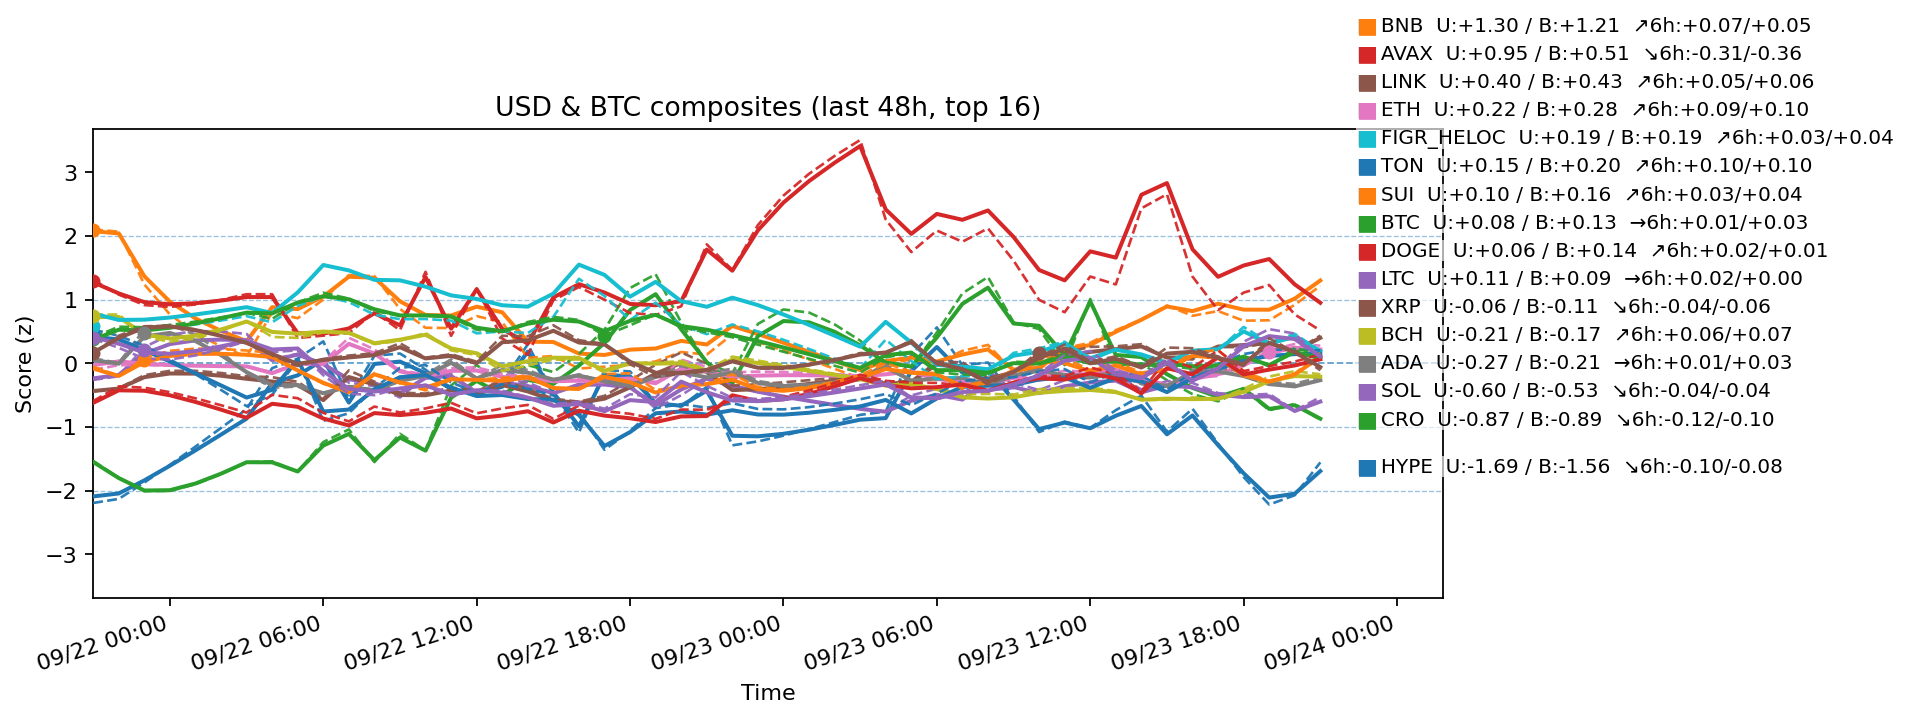 BNB  U:+1.30 / B:+1.21  ↗6h:+0.07/+0.05
AVAX  U:+0.95 / B:+0.51  ↘6h:-0.31/-0.36
LINK  U:+0.40 / B:+0.43  ↗6h:+0.05/+0.06
USD & BTC composites (last 48h, top 16)
ETH  U:+0.22 / B:+0.28  ↗6h:+0.09/+0.10
FIGR_HELOC  U:+0.19 / B:+0.19  ↗6h:+0.03/+0.04
TON  U:+0.15 / B:+0.20  ↗6h:+0.10/+0.10
SUI  U:+0.10 / B:+0.16  ↗6h:+0.03/+0.04
BTC  U:+0.08 / B:+0.13  →6h:+0.01/+0.03
DOGE  U:+0.06 / B:+0.14  ↗6h:+0.02/+0.01
LTC  U:+0.11 / B:+0.09  →6h:+0.02/+0.00
XRP  U:-0.06 / B:-0.11  ↘6h:-0.04/-0.06
BCH  U:-0.21 / B:-0.17  ↗6h:+0.06/+0.07
ADA  U:-0.27 / B:-0.21  →6h:+0.01/+0.03
SOL  U:-0.60 / B:-0.53  ↘6h:-0.04/-0.04
CRO  U:-0.87 / B:-0.89  ↘6h:-0.12/-0.10
HYPE  U:-1.69 / B:-1.56  ↘6h:-0.10/-0.08
Score (z)
3
2
1
0
−1
−2
−3
09/22 00:00
09/22 06:00
09/22 12:00
09/22 18:00
09/23 00:00
09/23 06:00
09/23 12:00
09/23 18:00
09/24 00:00
Time